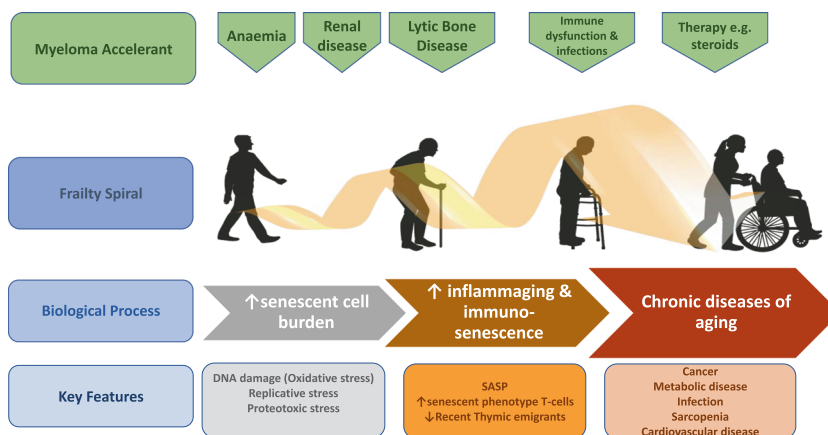 Myeloma Accelerant
Anaemia
Renal
disease
Lytic Bone
Disease
Immune
dysfunction &
infections
Therapy e.g.
steroids
Frailty Spiral
Biological Process
↑senescent cell
burden
↑ inflammaging &
immuno-
senescence
Chronic diseases of
aging
Key Features
DNA damage (Oxidative stress)
Replicative stress
Proteotoxic stress
SASP
↑senescent phenotype T-cells
↓Recent Thymic emigrants
Cancer
Metabolic disease
Infection
Sarcopenia
Cardiovascular disease